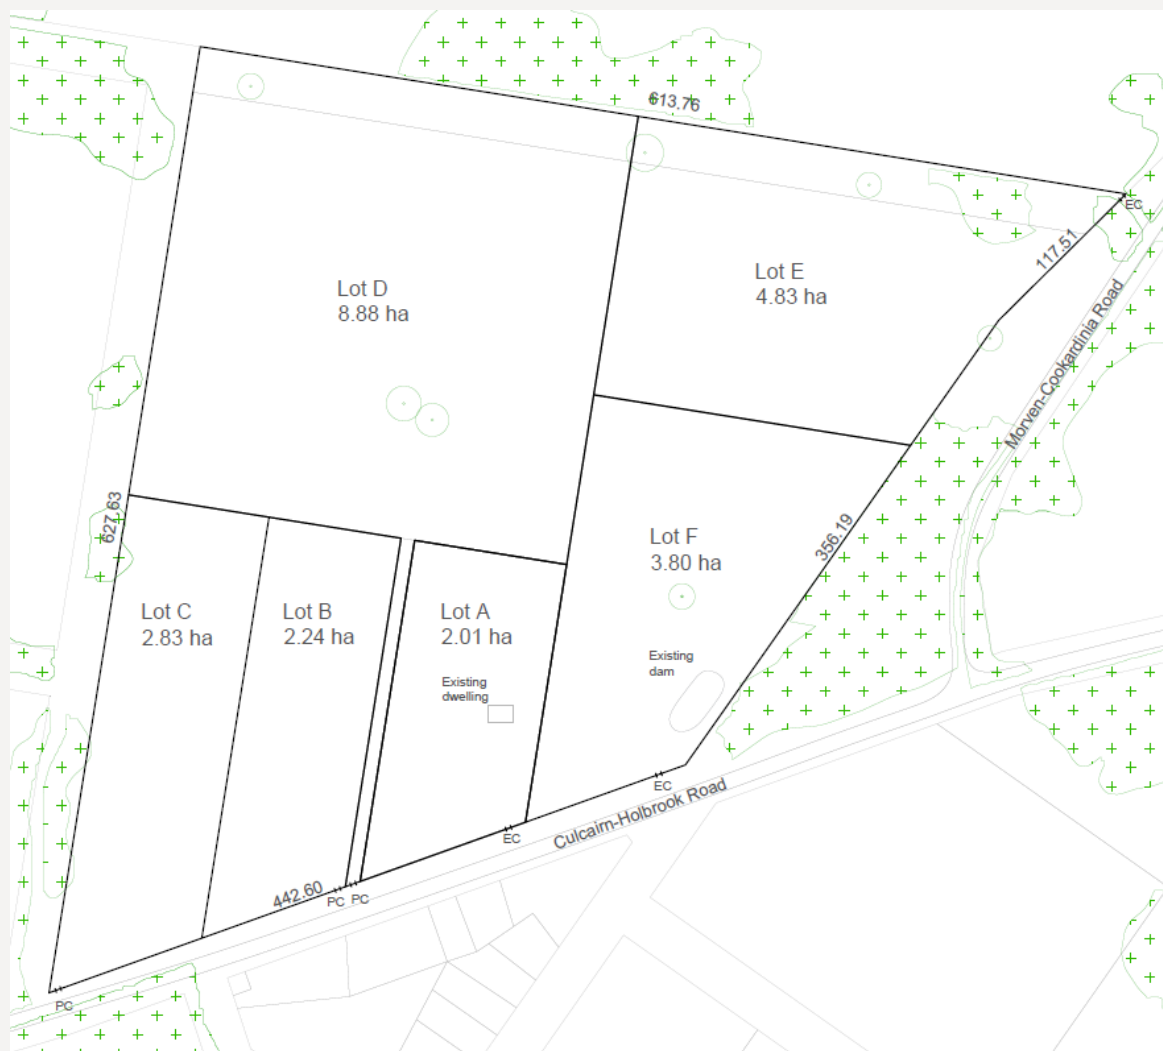 613.76
EC
117.51
Lot E
4.83 ha
Lot D
8.88 ha
Morven-Cookardinia Road
627.63
356.19
Lot F
3.80 ha
Lot C
2.83 ha
Lot B
2.24 ha
Lot A
2.01 ha
Existing
dam
Existing
dwelling
EC
Culcairn-Holbrook Road
EC
442.60
PC
PC
PC